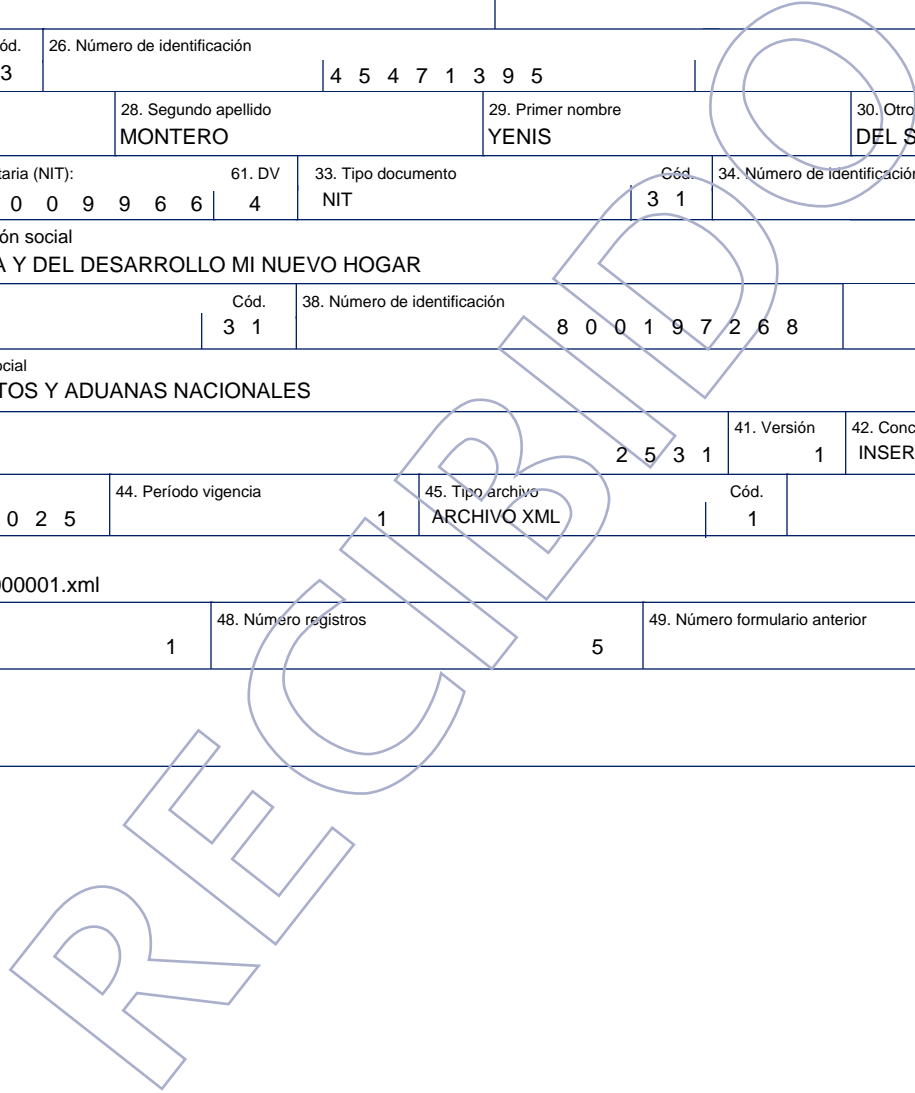 ód. 26. Número de identificación
3 4 5 4 7 1 3 9 5
28. Segundo apellido 29. Primer nombre 30. Otro
MONTERO YENIS DEL S
taria (NIT): 61. DV 33. Tipo documento Cód. 34. Número de identificación
0 0 9 9 6 6 4 NIT 3 1
ón social
A Y DEL DESARROLLO MI NUEVO HOGAR
Cód. 38. Número de identificación
3 1 8 0 0 1 9 7 2 6 8
ocial
TOS Y ADUANAS NACIONALES
41. Versión 42. Conc
2 5 3 1 1 INSER
44. Período vigencia 45. Tipo archivo Cód.
0 2 5 1 ARCHIVO XML 1
000001.xml
48. Número registros 49. Número formulario anterior
1 5
RECIBIDO